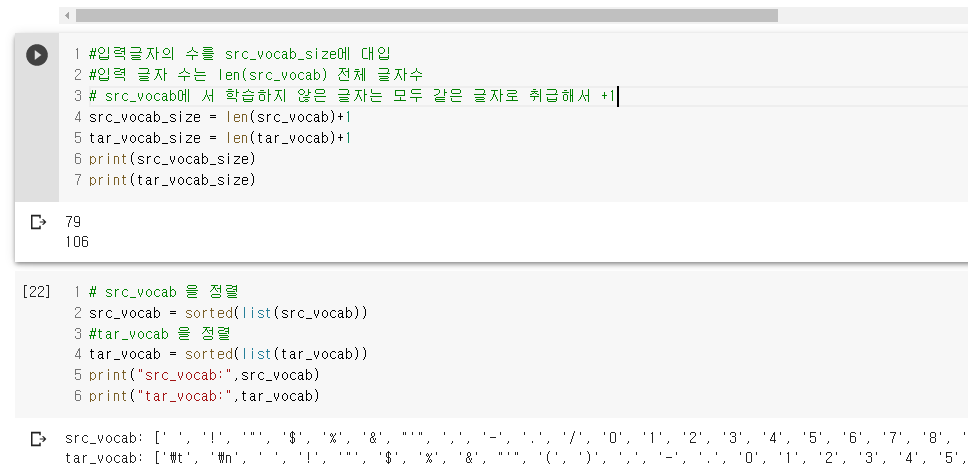 1 #입력글자의 수를 src_vocab_size에 대입
2 #입력 글자 수는 len(src_vocab) 전체 글자수
3 # src_vocab에 서 학습하지 않은 글자는 모두 같은 글자로 취급해서 +1
4 src_vocab_size = len(src_vocab)+1
5 tar_vocab_size = len(tar_vocab)+1
6 print(src_vocab_size)
7 print(tar_vocab_size)
79
106
[22] 1 # src_vocab 을 정렬
2 src_vocab = sorted(list(src_vocab))
3 #tar_vocab 을 정렬
4 tar_vocab = sorted(list(tar_vocab))
5 print("src_vocab:",src_vocab)
6 print("tar_vocab:",tar_vocab)
src_vocab: [' ', '!', '"', '$', '%', '&', "'", ',', '-', '.', '/', '0', '1', '2', '3', '4', '5', '6', '7', '8', '
tar_vocab: ['₩t', '₩n', ' ', '!', '"', '$', '%', '&', "'", '(', ')', ',', '-', '.', '0', '1', '2', '3', '4', '5',